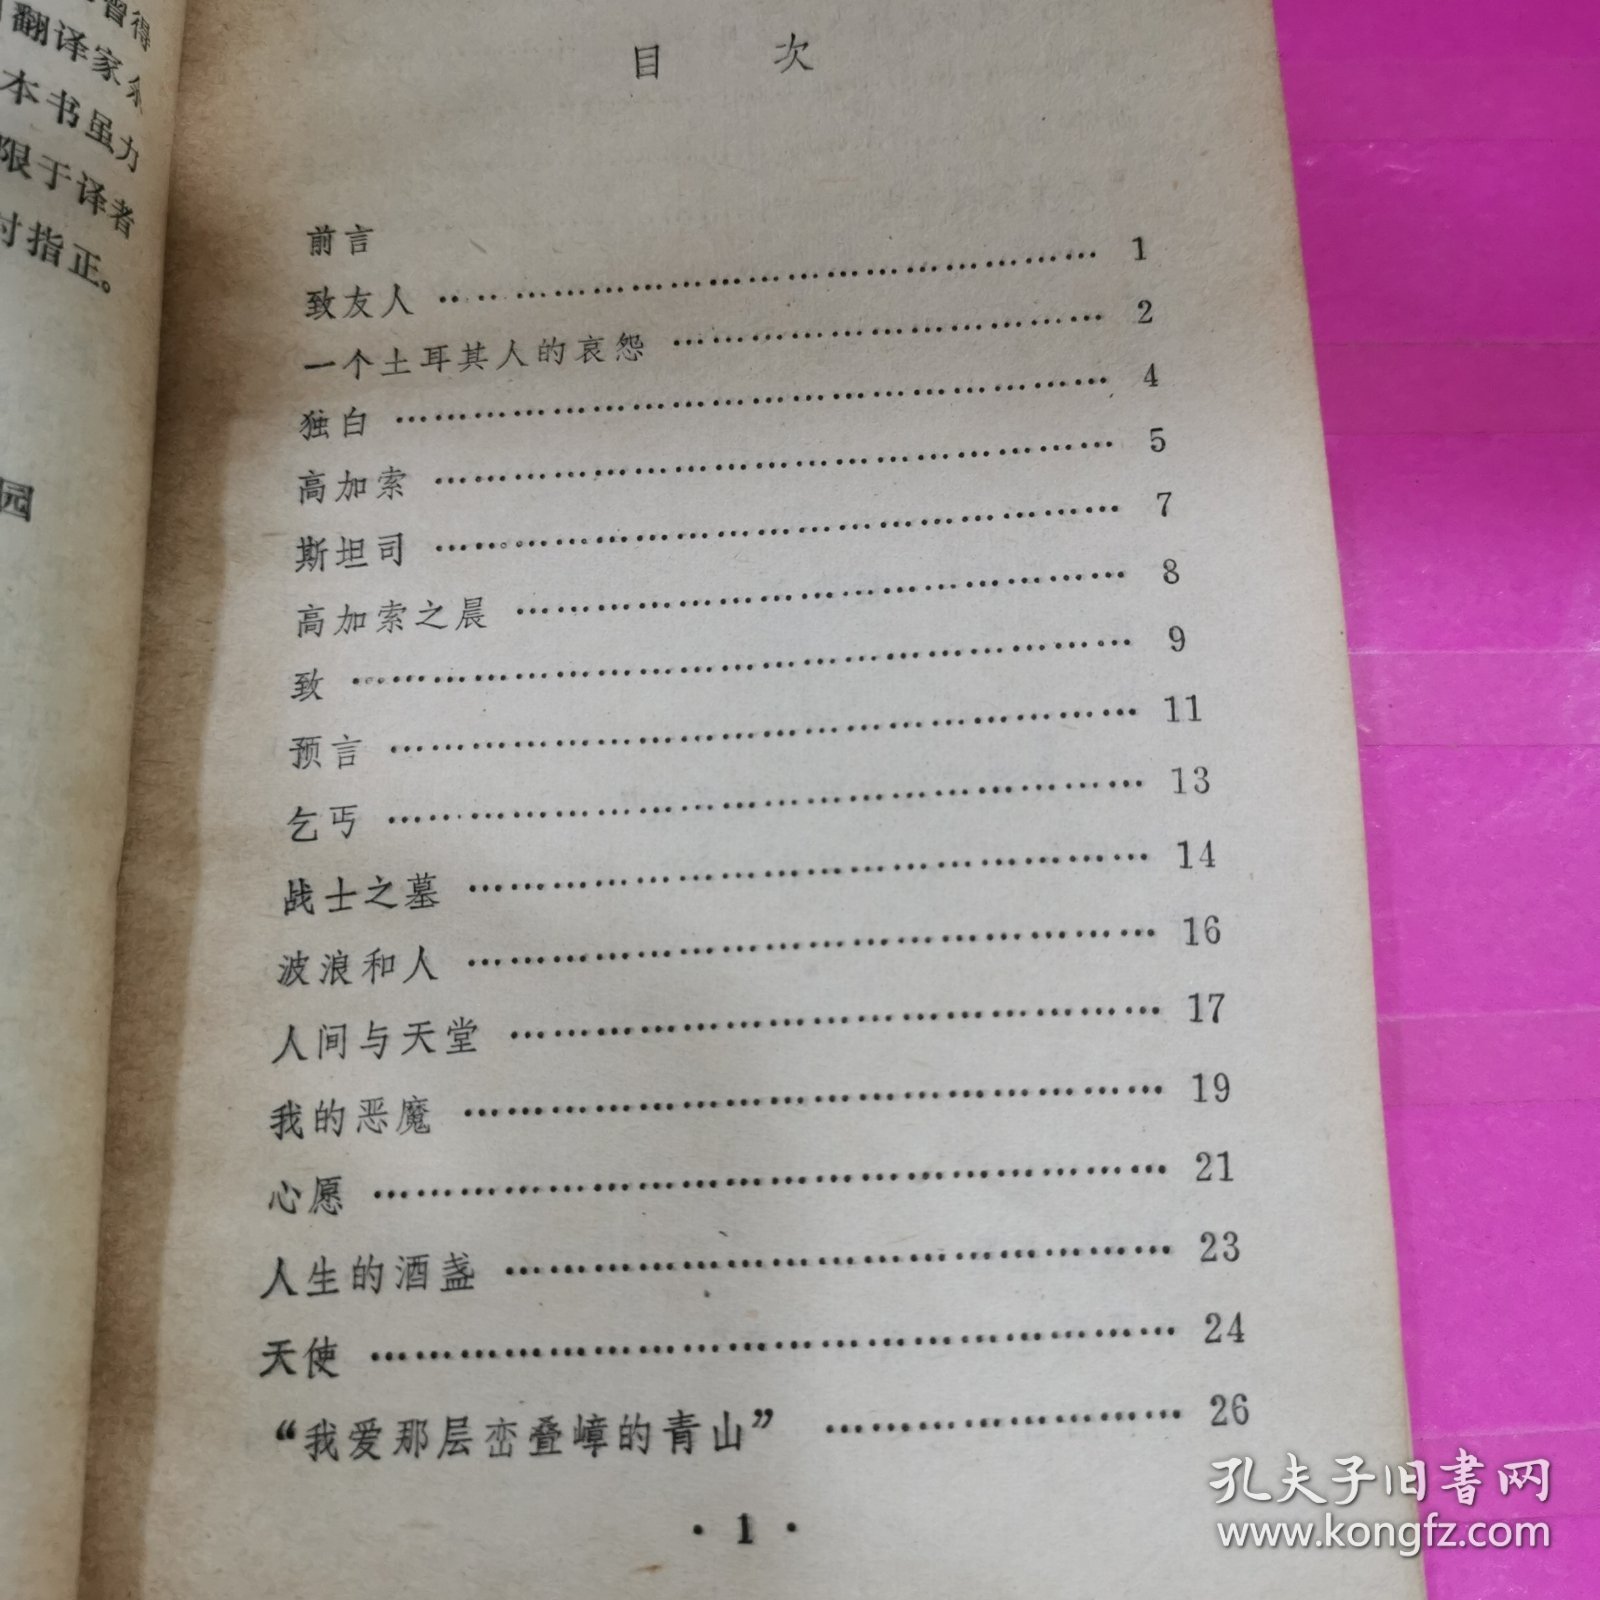 曾得
翻译家
本书虽力
限于译者
时指正。
园
目 次
前言
致友人 …………………………………… 1
一个土耳其人的哀怨 …………………………………… 2
独白 …………………………………… 4
高加索 …………………………………… 5
斯坦司 …………………………………… 7
高加索之晨 …………………………………… 8
致 …………………………………… 9
预言 …………………………………… 11
乞丐 …………………………………… 13
战士之墓 …………………………………… 14
波浪和人 …………………………………… 16
人间与天堂 …………………………………… 17
我的恶魔 …………………………………… 19
心愿 …………………………………… 21
人生的酒盏 …………………………………… 23
天使 …………………………………… 24
“我爱那层峦叠嶂的青山” ……………………… 26
· 1 ·
孔夫子旧书网
www.kongfz.com